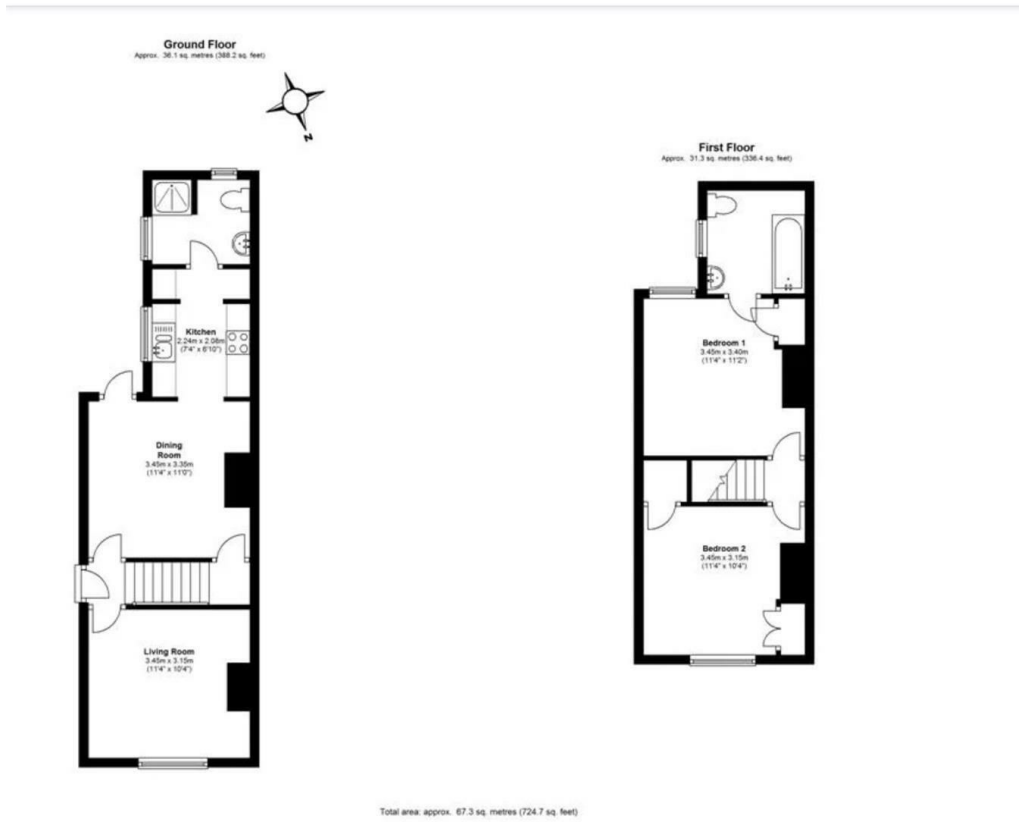 Ground Floor
Approx. 36.1 sq. metres (388.2 sq. feet)
N
First Floor
Approx. 31.3 sq. metres (336.4 sq. feet)
Kitchen
2.24m x 2.08m
(7'4" x 6'10")
Bedroom 1
3.45m x 3.40m
(11'4" x 11'2")
Dining
Room
3.45m x 3.35m
(11'4" x 11'0")
Bedroom 2
3.45m x 3.15m
(11'4" x 10'4")
Living Room
3.45m x 3.15m
(11'4" x 10'4")
Total area: approx. 67.3 sq. metres (724.7 sq. feet)